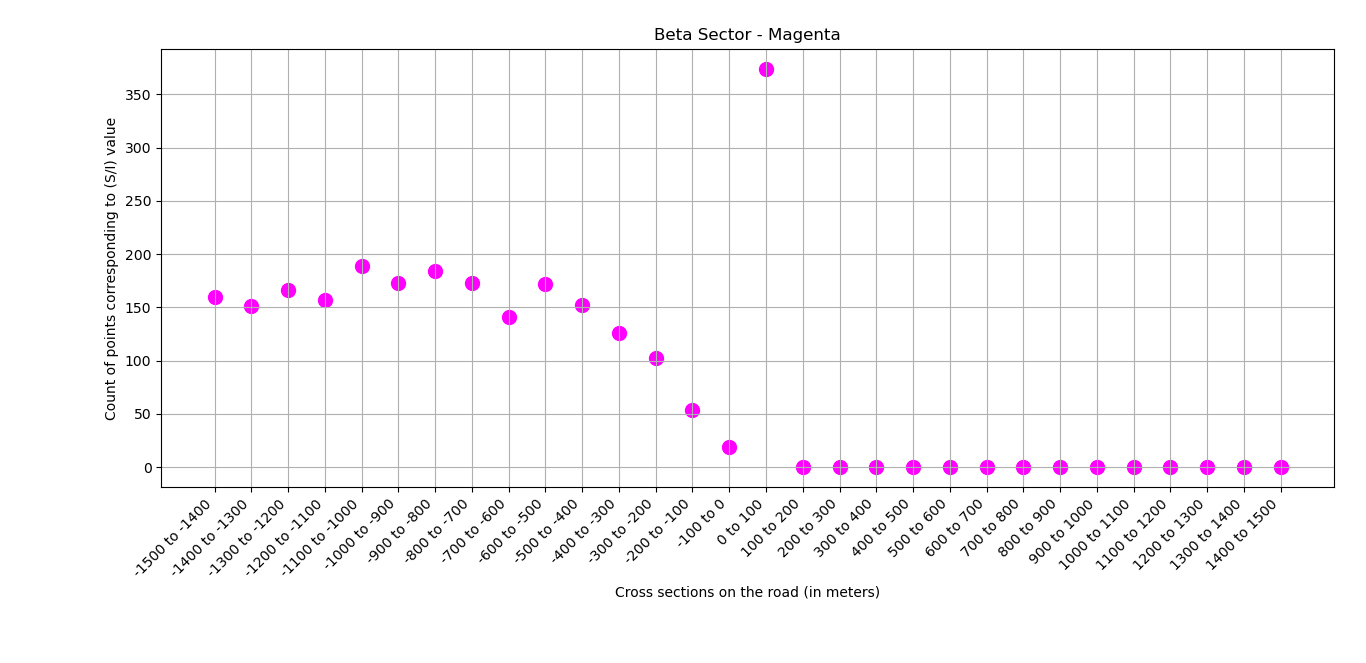 Beta Sector - Magenta
Count of points corresponding to (S/I) value
350
300
250
200
150
100
50
0
-1500 to -1400
-1400 to -1300
-1300 to -1200
-1200 to -1100
-1100 to -1000
-1000 to -900
-900 to -800
-800 to -700
-700 to -600
-600 to -500
-500 to -400
-400 to -300
-300 to -200
-200 to -100
-100 to 0
0 to 100
100 to 200
200 to 300
300 to 400
400 to 500
500 to 600
600 to 700
700 to 800
800 to 900
900 to 1000
1000 to 1100
1100 to 1200
1200 to 1300
1300 to 1400
1400 to 1500
Cross sections on the road (in meters)